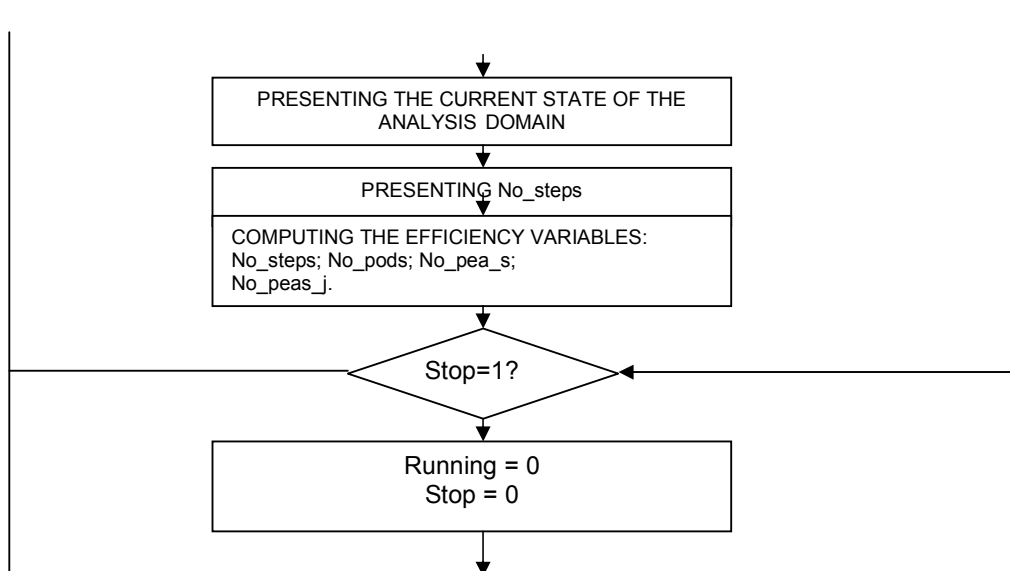 PRESENTING THE CURRENT STATE OF THE
ANALYSIS DOMAIN
PRESENTING No_steps
COMPUTING THE EFFICIENCY VARIABLES:
No_steps; No_pods; No_pea_s;
No_peas_j.
Stop=1?
Running = 0
Stop = 0